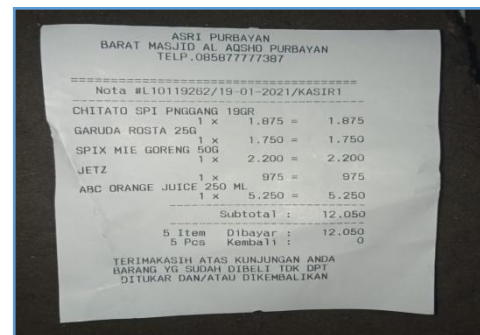 ASRI PURBAYAN
BARAT MASJID AL AQSHO PURBAYAN
TELP.085877777387
==================================
Nota #L10119262/19-01-2021/KASIR1
----------------------------------
CHITATO SPI PNGGANG 19GR
1 x 1.875 = 1.875
GARUDA ROSTA 25G
1 x 1.750 = 1.750
SPIX MIE GORENG 50G
1 x 2.200 = 2.200
JETZ
1 x 975 = 975
ABC ORANGE JUICE 250 ML
1 x 5.250 = 5.250
----------------------------------
Subtotal : 12.050
----------------------------------
5 Item Dibayar : 12.050
5 Pcs Kembali : 0
----------------------------------
TERIMAKASIH ATAS KUNJUNGAN ANDA
BARANG YG SUDAH DIBELI TDK DPT
DITUKAR DAN/ATAU DIKEMBALIKAN